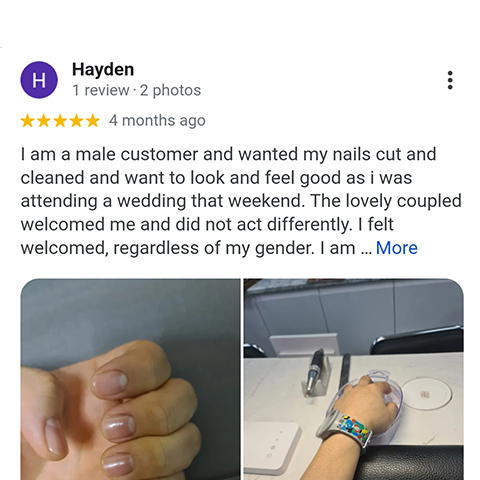 H
Hayden
1 review · 2 photos
4 months ago
I am a male customer and wanted my nails cut and
cleaned and want to look and feel good as i was
attending a wedding that weekend. The lovely coupled
welcomed me and did not act differently. I felt
welcomed, regardless of my gender. I am ... More